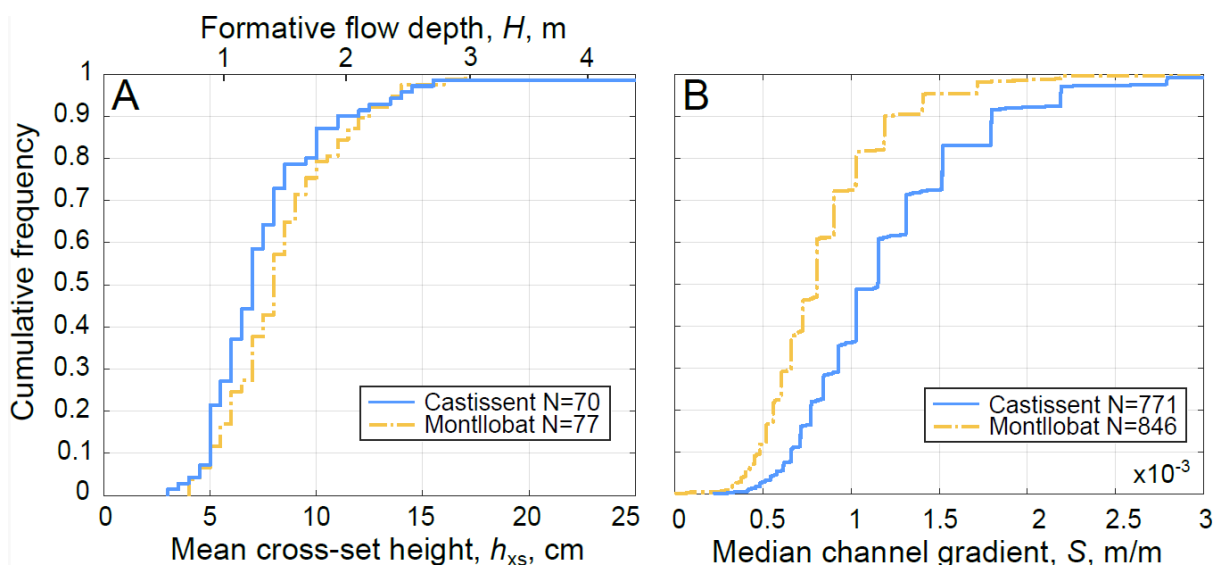 Formative flow depth, H, m
1 2 3 4
A
Cumulative frequency
1
0.9
0.8
0.7
0.6
0.5
0.4
0.3
0.2
0.1
0
Castissent N=70
Montllobat N=77
5 10 15 20 25
Mean cross-set height, hxs, cm
B
Castissent N=771
Montllobat N=846
x10-3
0 0.5 1 1.5 2 2.5 3
Median channel gradient, S, m/m